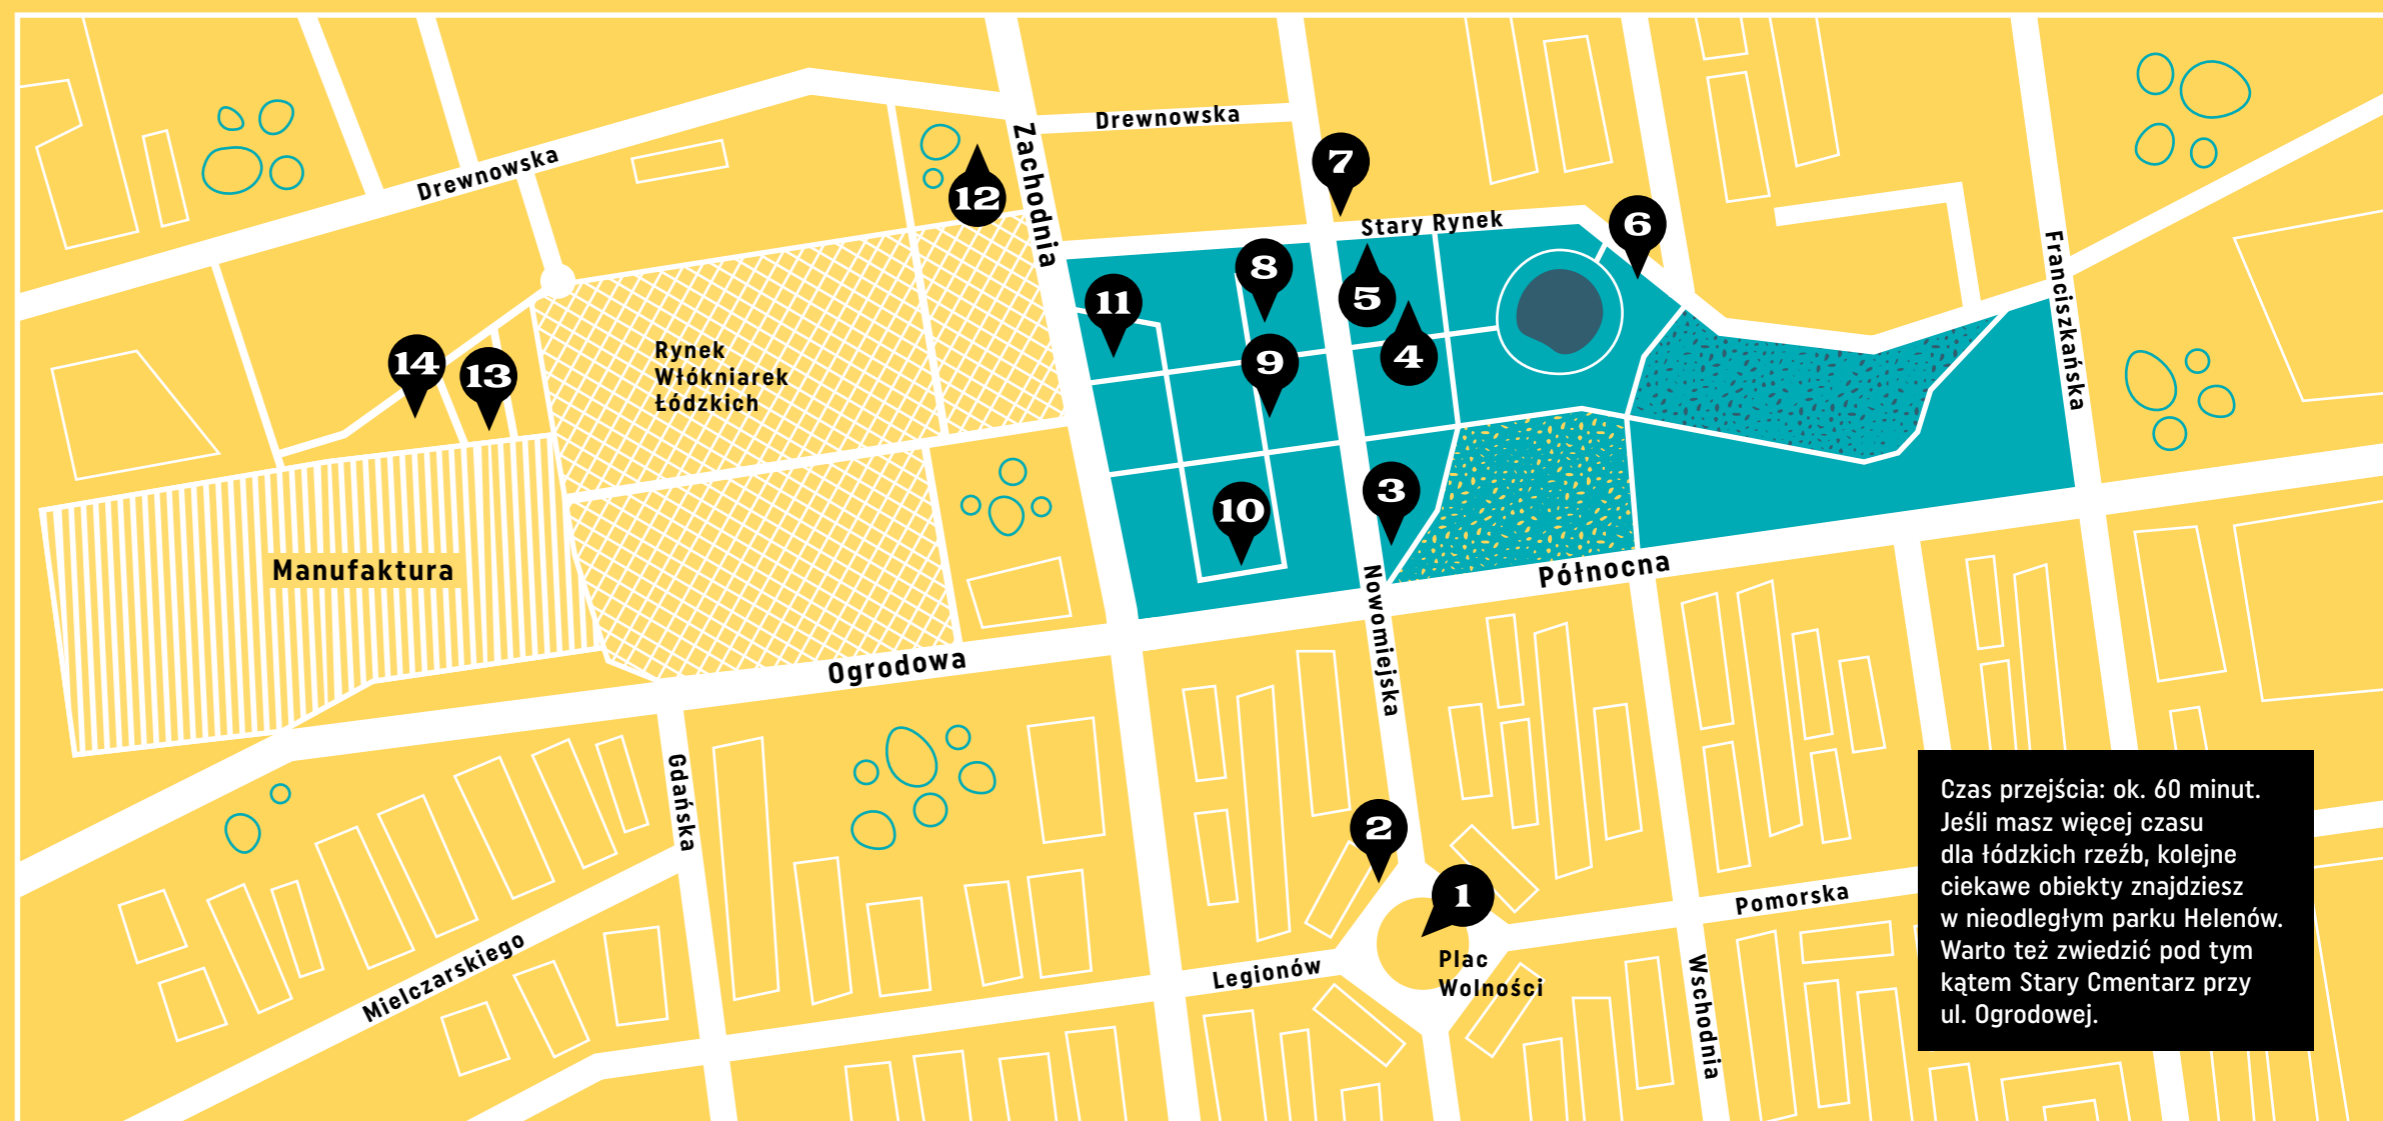 Drewnowska
Drewnowska
Zachodnia
7
12
Stary Rynek
6
Franciszkańska
8
5
11
Rynek
Włókniarek
Łódzkich
4
9
14
13
3
10
Manufaktura
Północna
Nowomiejska
Ogrodowa
Gdańska
2
1
Pomorska
Plac
Wolności
Legionów
Mielczarskiego
Wschodnia
Czas przejścia: ok. 60 minut.
Jeśli masz więcej czasu
dla łódzkich rzeźb, kolejne
ciekawe obiekty znajdziesz
w nieodległym parku Helenów.
Warto też zwiedzić pod tym
kątem Stary Cmentarz przy
ul. Ogrodowej.